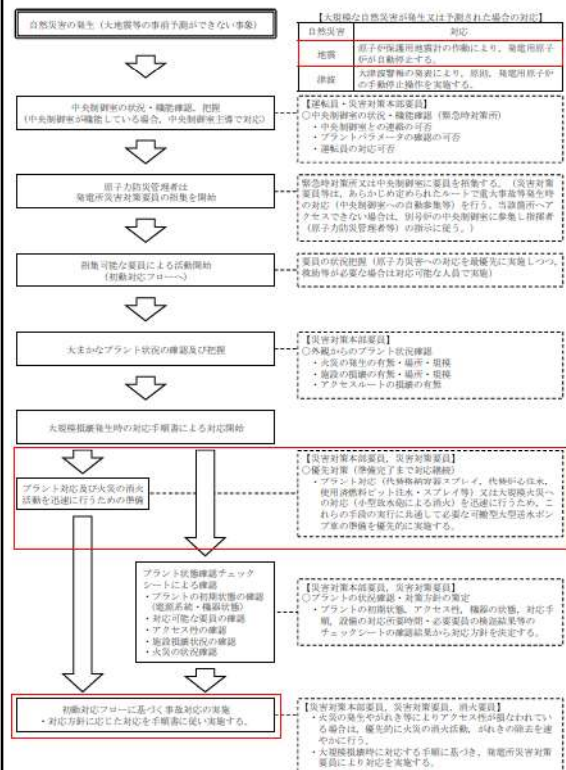 自然災害の発生（大地震等の事前予測ができない事象）
【大規模な自然災害が発生又は予測された場合の対応】
自然災害 対応
地震 原子炉保護用地震計の作動により、発電用原子
炉が自動停止する。
津波 大津波警報の発表により、原則、発電用原子炉
の手動停止操作を実施する。
中央制御室の状況・機能確認、把握
（中央制御室が機能している場合、中央制御室主導で対応）
【運転員・災害対策本部要員】
○中央制御室の状況・機能確認（緊急時対策所）
・中央制御室との連絡の可否
・プラントパラメータの確認の可否
・運転員の対応可否
原子力防災管理者は
発電所災害対策要員の招集を開始
緊急時対策所又は中央制御室に要員を招集する。（災害対策
要員等は、あらかじめ定められたルートで重大事故等発生時
の対応（中央制御室への自動参集等）を行う。当該箇所へア
クセスできない場合は、別号炉の中央制御室に参集し指揮者
（原子力防災管理者等）の指示に従う。）
招集可能な要員による活動開始
（初動対応フローへ）
要員の状況把握（原子力災害への対応を最優先に実施しつつ、
救助等が必要な場合は対応可能な人員で実施）
大まかなプラント状況の確認及び把握
【災害対策本部要員】
○外観からのプラント状況確認
・火災の発生の有無・場所・規模
・施設の損壊の有無・場所・規模
・アクセスルートの損壊の有無
大規模損壊発生時の対応手順書による対応開始
プラント対応及び火災の消火
活動を迅速に行うための準備
【災害対策本部要員、災害対策要員】
○優先対策（準備完了まで対応継続）
・プラント対応（代替格納容器スプレイ、代替炉心注水、
使用済燃料ピット注水・スプレイ等）又は大規模火災へ
の対応（小型放水砲による消火）を迅速に行うため、こ
れらの手段の実行に共通して必要な可搬型大型送水ポン
プ車の準備を優先的に実施する。
プラント状態確認チェック
シートによる確認
・プラントの初期状態の確認
（電源系統・機器状態）
・対応可能な要員の確認
・アクセス性の確認
・施設損壊状況の確認
・火災の状況の確認
【災害対策本部要員、災害対策要員】
○プラントの状況確認・対策方針の策定
・プラントの初期状態、アクセス性、機器の状態、対応手
順、設備の対応所要時間・必要要員の検証結果等の
チェックシートの確認結果から対応方針を決定する。
初動対応フローに基づく事故対応の実施
・対応方針に応じた対応を手順書に従い実施する。
【災害対策本部要員、災害対策要員、消火要員】
・火災の発生やがれき等によりアクセス性が損なわれてい
る場合は、優先的に火災の消火活動、がれきの除去を速
やかに行う。
・大規模損壊時に対応する手順に基づき、発電所災害対策
要員により対応を実施する。